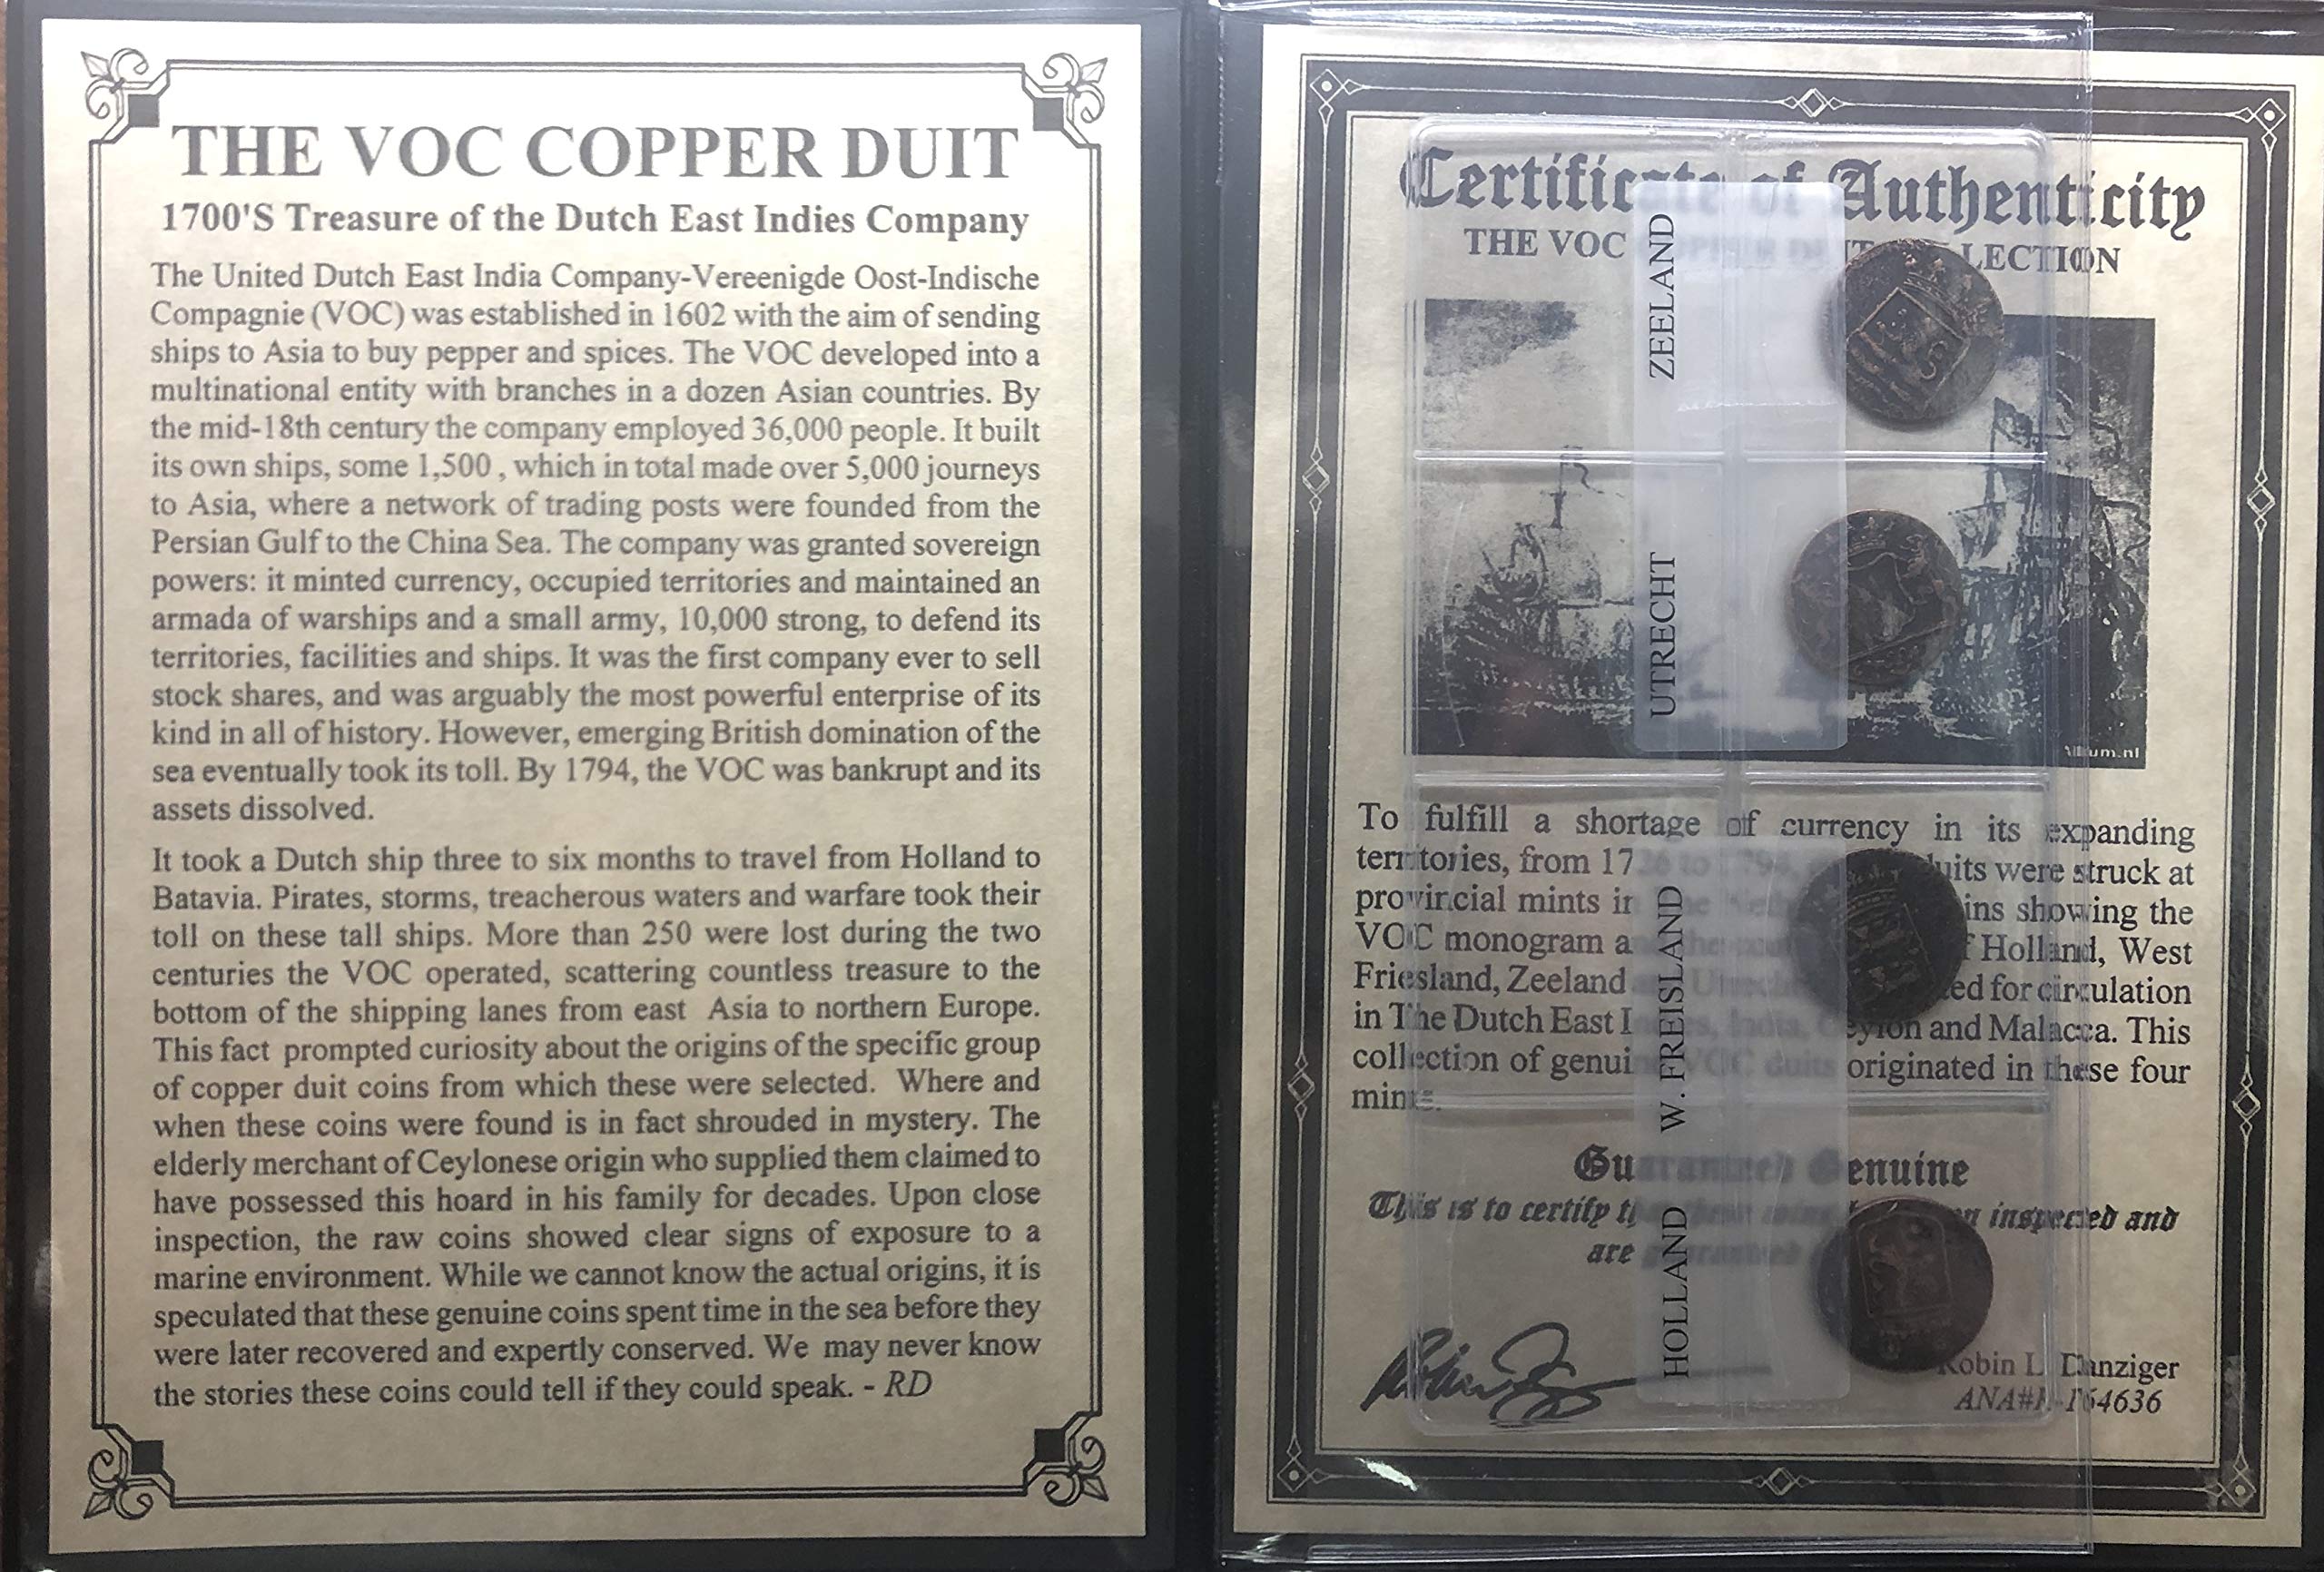 THE VOC COPPER DUIT
1700'S Treasure of the Dutch East Indies Company
The United Dutch East India Company-Vereenigde Oost-Indische
Compagnie (VOC) was established in 1602 with the aim of sending
ships to Asia to buy pepper and spices. The VOC developed into a
multinational entity with branches in a dozen Asian countries. By
the mid-18th century the company employed 36,000 people. It built
its own ships, some 1,500 , which in total made over 5,000 journeys
to Asia, where a network of trading posts were founded from the
Persian Gulf to the China Sea. The company was granted sovereign
powers: it minted currency, occupied territories and maintained an
armada of warships and a small army, 10,000 strong, to defend its
territories, facilities and ships. It was the first company ever to sell
stock shares, and was arguably the most powerful enterprise of its
kind in all of history. However, emerging British domination of the
sea eventually took its toll. By 1794, the VOC was bankrupt and its
assets dissolved.
It took a Dutch ship three to six months to travel from Holland to
Batavia. Pirates, storms, treacherous waters and warfare took their
toll on these tall ships. More than 250 were lost during the two
centuries the VOC operated, scattering countless treasure to the
bottom of the shipping lanes from east Asia to northern Europe.
This fact prompted curiosity about the origins of the specific group
of copper duit coins from which these were selected. Where and
when these coins were found is in fact shrouded in mystery. The
elderly merchant of Ceylonese origin who supplied them claimed to
have possessed this hoard in his family for decades. Upon close
inspection, the raw coins showed clear signs of exposure to a
marine environment. While we cannot know the actual origins, it is
speculated that these genuine coins spent time in the sea before they
were later recovered and expertly conserved. We may never know
the stories these coins could tell if they could speak. - RD
Certificate of Authenticity
THE VOC
ZEELAND
UTRECHT
W. FREISLAND
HOLLAND
To fulfill a shortage of currency in its expanding
territories, from were struck at
provincial mints showing the
VOC monogram Holland, West
Friesland, Zeeland for circulation
in The Dutch East Ceylon and Malacca. This
collection of genuine VOC duits originated in these four
mints.
Guaranteed Genuine
This is to certify inspected and
are
Robin L. Danziger